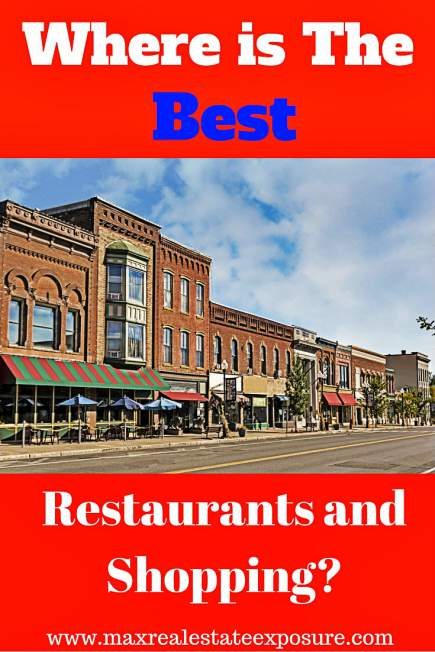 Where is The
Best
Restaurants and
Shopping?
www.maxrealestateexposure.com